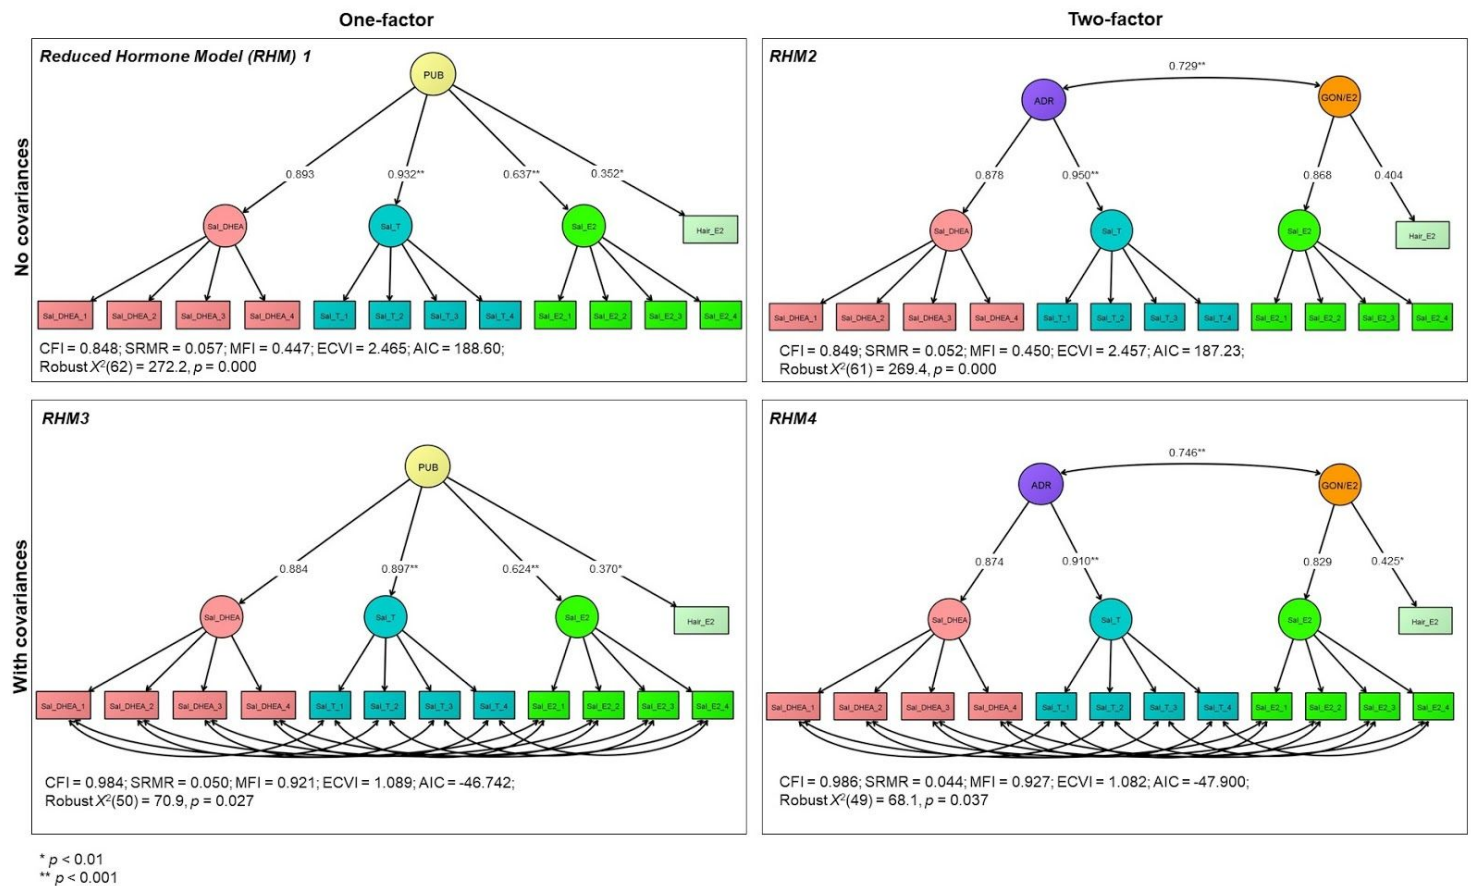 One-factor
Two-factor
No covariances
Reduced Hormone Model (RHM) 1
PUB
0.893
0.932**
0.637**
0.352*
Sal_DHEA
Sal_T
Sal_E2
Hair_E2
Sal_DHEA_1 Sal_DHEA_2 Sal_DHEA_3 Sal_DHEA_4 Sal_T_1 Sal_T_2 Sal_T_3 Sal_T_4 Sal_E2_1 Sal_E2_2 Sal_E2_3 Sal_E2_4
CFI = 0.848; SRMR = 0.057; MFI = 0.447; ECVI = 2.465; AIC = 188.60;
Robust X²(62) = 272.2, p = 0.000
RHM2
0.729**
ADR
GON/E2
0.878
0.950**
0.868
0.404
Sal_DHEA
Sal_T
Sal_E2
Hair_E2
Sal_DHEA_1 Sal_DHEA_2 Sal_DHEA_3 Sal_DHEA_4 Sal_T_1 Sal_T_2 Sal_T_3 Sal_T_4 Sal_E2_1 Sal_E2_2 Sal_E2_3 Sal_E2_4
CFI = 0.849; SRMR = 0.052; MFI = 0.450; ECVI = 2.457; AIC = 187.23;
Robust X²(61) = 269.4, p = 0.000
With covariances
RHM3
PUB
0.884
0.897**
0.624**
0.370*
Sal_DHEA
Sal_T
Sal_E2
Hair_E2
Sal_DHEA_1 Sal_DHEA_2 Sal_DHEA_3 Sal_DHEA_4 Sal_T_1 Sal_T_2 Sal_T_3 Sal_T_4 Sal_E2_1 Sal_E2_2 Sal_E2_3 Sal_E2_4
CFI = 0.984; SRMR = 0.050; MFI = 0.921; ECVI = 1.089; AIC = -46.742;
Robust X²(50) = 70.9, p = 0.027
RHM4
0.746**
ADR
GON/E2
0.874
0.910**
0.829
0.425*
Sal_DHEA
Sal_T
Sal_E2
Hair_E2
Sal_DHEA_1 Sal_DHEA_2 Sal_DHEA_3 Sal_DHEA_4 Sal_T_1 Sal_T_2 Sal_T_3 Sal_T_4 Sal_E2_1 Sal_E2_2 Sal_E2_3 Sal_E2_4
CFI = 0.986; SRMR = 0.044; MFI = 0.927; ECVI = 1.082; AIC = -47.900;
Robust X²(49) = 68.1, p = 0.037
* p < 0.01
** p < 0.001